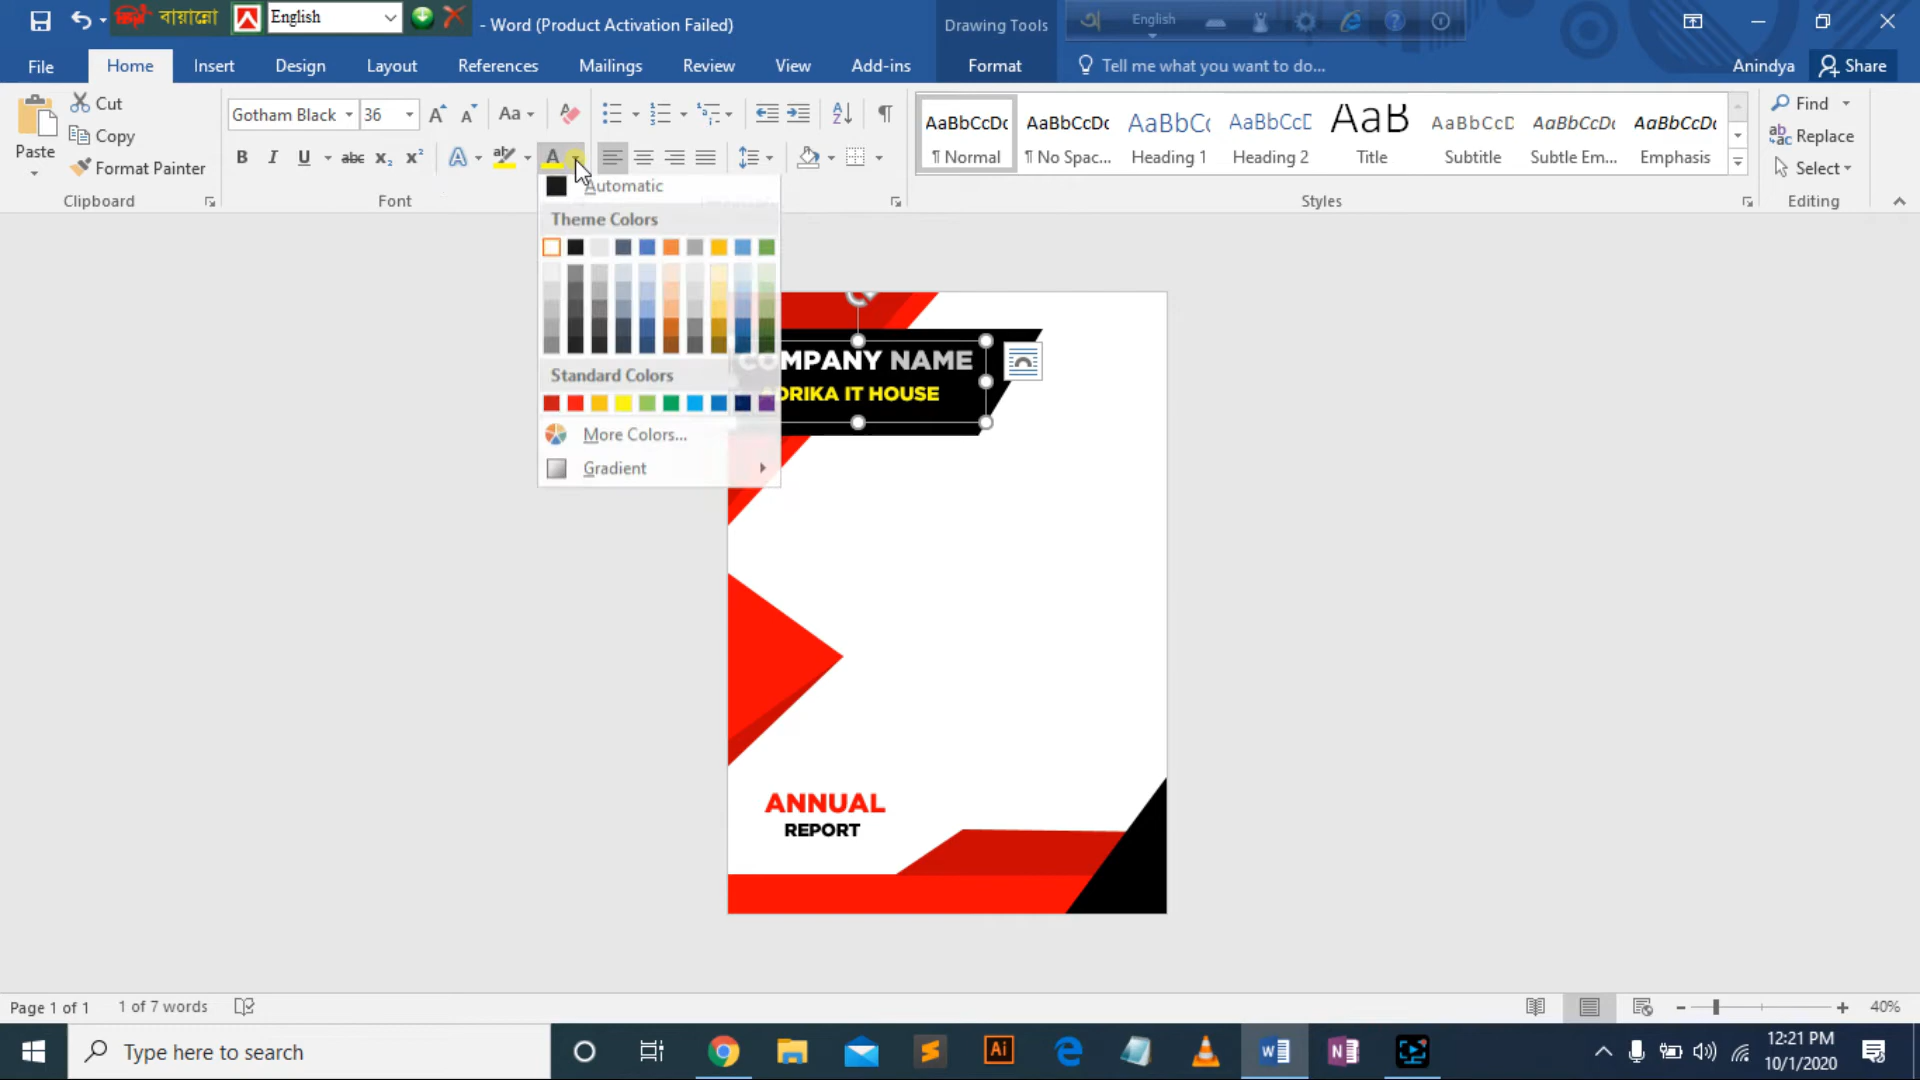 বায়ান্নো
English
- Word (Product Activation Failed)
Drawing Tools
English
File
Home
Insert
Design
Layout
References
Mailings
Review
View
Add-ins
Format
Tell me what you want to do...
Anindya
Share
Paste
Cut
Copy
Format Painter
Clipboard
Gotham Black
36
Aa
Font
AaBbCcDc
¶ Normal
AaBbCcDc
¶ No Spac...
AaBbCc
Heading 1
AaBbCcD
Heading 2
AaB
Title
AaBbCcD
Subtitle
AaBbCcDc
Subtle Em...
AaBbCcDc
Emphasis
Styles
Find
Replace
Select
Editing
Automatic
Theme Colors
Standard Colors
More Colors...
Gradient
COMPANY NAME
ADRIKA IT HOUSE
ANNUAL
REPORT
Page 1 of 1
1 of 7 words
40%
Type here to search
Ai
12:21 PM
10/1/2020